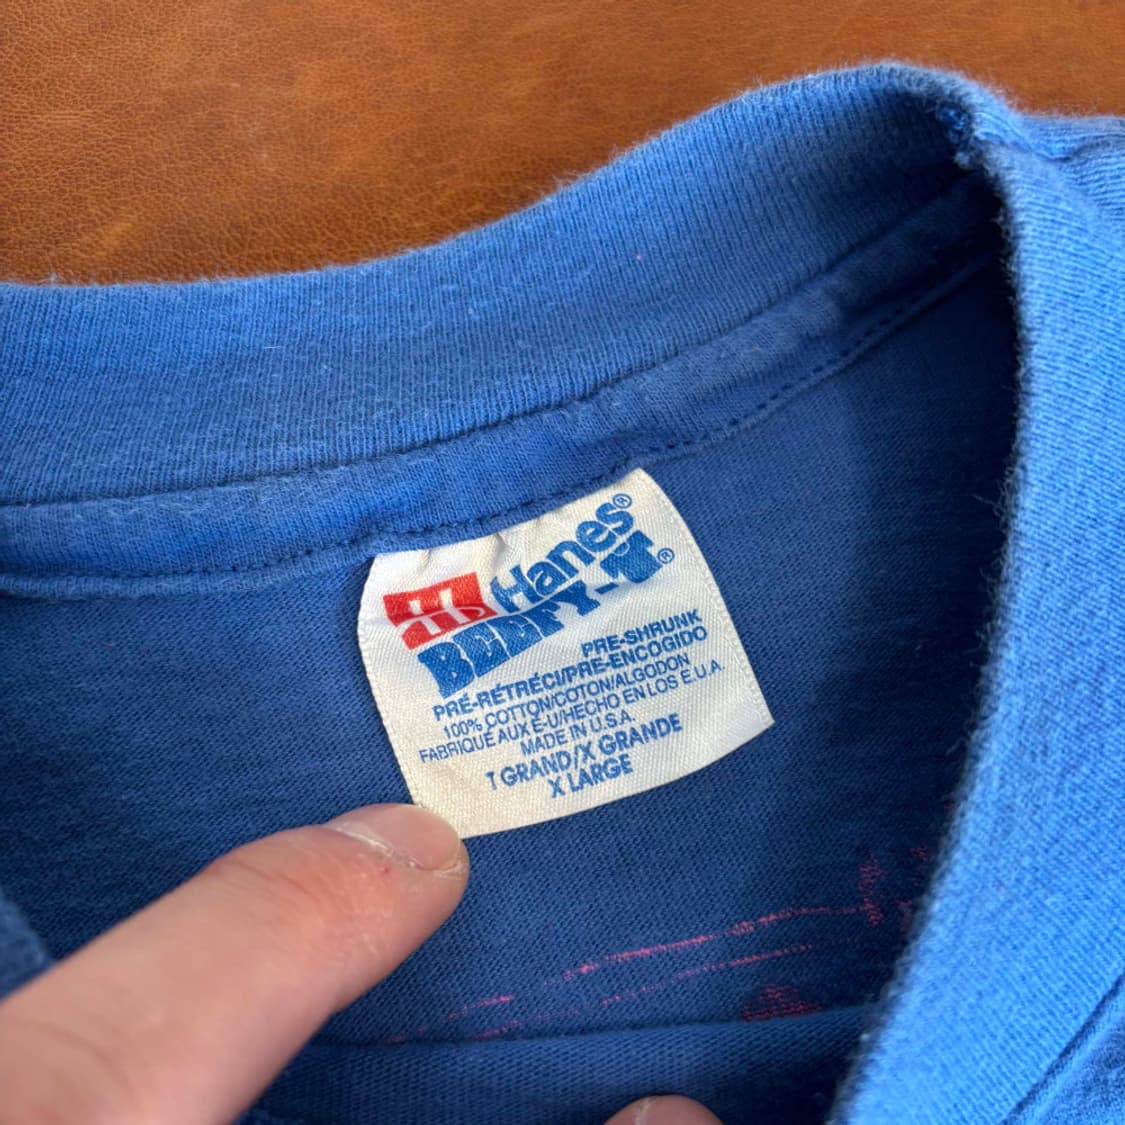 Hanes®
BEEFY-T®
PRE-SHRUNK
PRÉ-RÉTRÉCI/PRE-ENCOGIDO
100% COTTON/COTON/ALGODON
FABRIQUÉ AUX É-U/HECHO EN LOS E.U.A.
MADE IN U.S.A.
T GRAND/X GRANDE
X LARGE